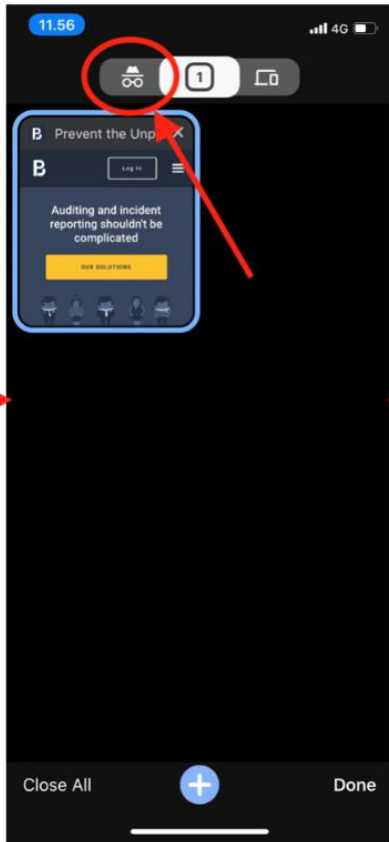 11.56
4G
1
B Prevent the Unp
B
Log In
Auditing and incident
reporting shouldn't be
complicated
OUR SOLUTIONS
Close All
Done